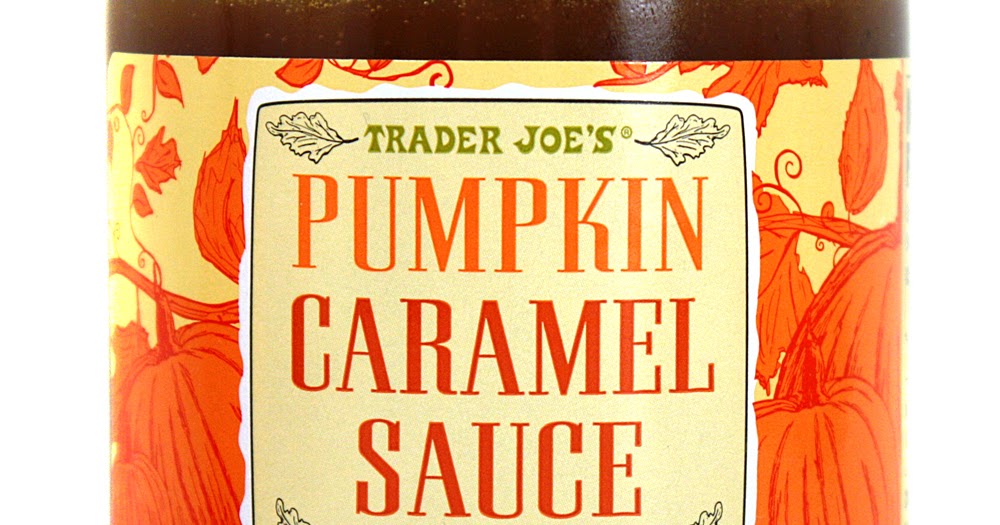 TRADER JOE'S®
PUMPKIN
CARAMEL
SAUCE